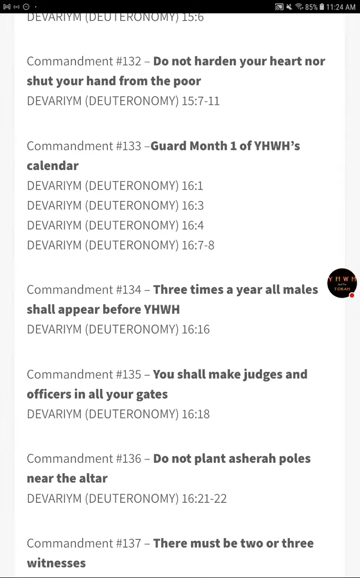 85% 11:24 AM
DEVARIYM (DEUTERONOMY) 15:6
Commandment #132 – Do not harden your heart nor
shut your hand from the poor
DEVARIYM (DEUTERONOMY) 15:7-11
Commandment #133 –Guard Month 1 of YHWH’s
calendar
DEVARIYM (DEUTERONOMY) 16:1
DEVARIYM (DEUTERONOMY) 16:3
DEVARIYM (DEUTERONOMY) 16:4
DEVARIYM (DEUTERONOMY) 16:7-8
Commandment #134 – Three times a year all males
shall appear before YHWH
DEVARIYM (DEUTERONOMY) 16:16
YHWH
TORAH
Commandment #135 – You shall make judges and
officers in all your gates
DEVARIYM (DEUTERONOMY) 16:18
Commandment #136 – Do not plant asherah poles
near the altar
DEVARIYM (DEUTERONOMY) 16:21-22
Commandment #137 – There must be two or three
witnesses